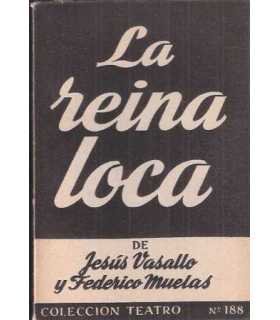 La
reina
loca
DE
Jesús Vasallo
y Federico Muelas
COLECCION TEATRO Nº 188